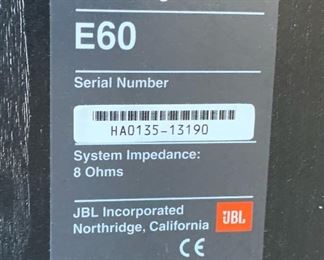 E60
Serial Number
HA0135-13190
System Impedance:
8 Ohms
JBL Incorporated
Northridge, California
JBL
CE